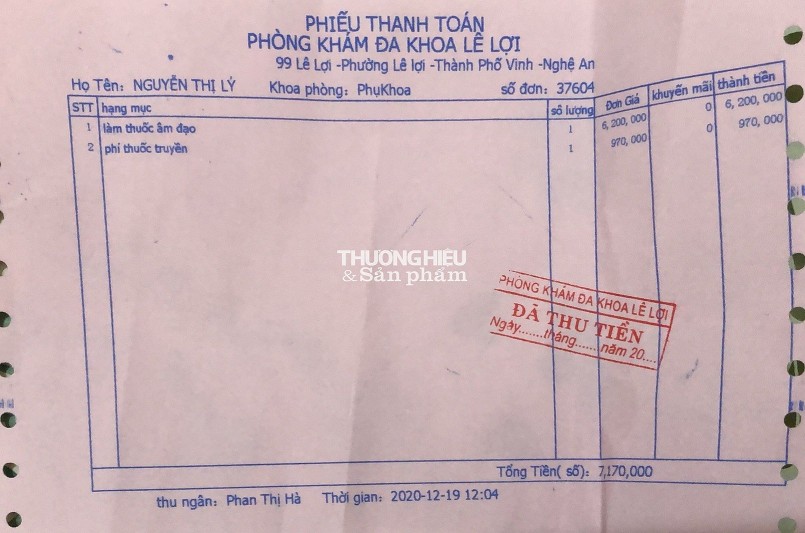 PHIẾU THANH TOÁN
PHÒNG KHÁM ĐA KHOA LÊ LỢI
99 Lê Lợi -Phường Lê lợi -Thành Phố Vinh -Nghệ An
Họ Tên: NGUYỄN THỊ LÝ Khoa phòng: PhụKhoa số đơn: 37604
STT hạng mục số lượng Đơn Giá khuyến mãi thành tiền
1 làm thuốc âm đạo 1 6,200,000 0 6,200,000
2 phí thuốc truyền 1 970,000 0 970,000
THƯƠNG HIỆU
& Sản phẩm
PHÒNG KHÁM ĐA KHOA LÊ LỢI
ĐÃ THU TIỀN
Ngày.......tháng.......năm 20....
Tổng Tiền( số): 7,170,000
thu ngân: Phan Thị Hà Thời gian: 2020-12-19 12:04